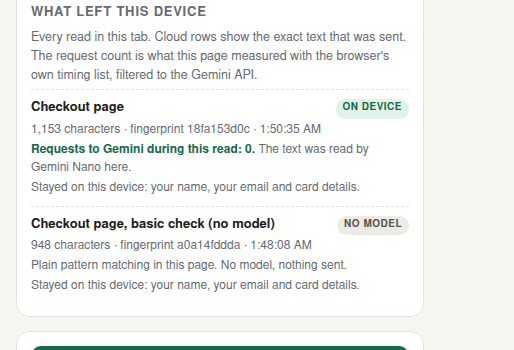 WHAT LEFT THIS DEVICE
Every read in this tab. Cloud rows show the exact text that was sent.
The request count is what this page measured with the browser's
own timing list, filtered to the Gemini API.
Checkout page
ON DEVICE
1,153 characters · fingerprint 18fa153d0c · 1:50:35 AM
Requests to Gemini during this read: 0. The text was read by
Gemini Nano here.
Stayed on this device: your name, your email and card details.
Checkout page, basic check (no model)
NO MODEL
948 characters · fingerprint a0a14fddda · 1:48:08 AM
Plain pattern matching in this page. No model, nothing sent.
Stayed on this device: your name, your email and card details.